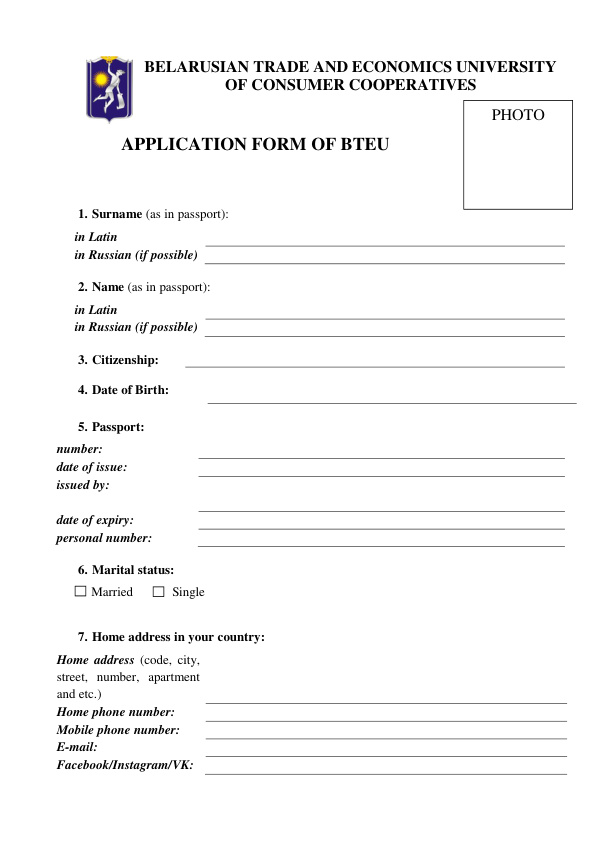 BELARUSIAN TRADE AND ECONOMICS UNIVERSITY
OF CONSUMER COOPERATIVES
PHOTO
APPLICATION FORM OF BTEU
1. Surname (as in passport):
in Latin
in Russian (if possible)
2. Name (as in passport):
in Latin
in Russian (if possible)
3. Citizenship:
4. Date of Birth:
5. Passport:
number:
date of issue:
issued by:
date of expiry:
personal number:
6. Marital status:
☐ Married ☐ Single
7. Home address in your country:
Home address (code, city,
street, number, apartment
and etc.)
Home phone number:
Mobile phone number:
E-mail:
Facebook/Instagram/VK: